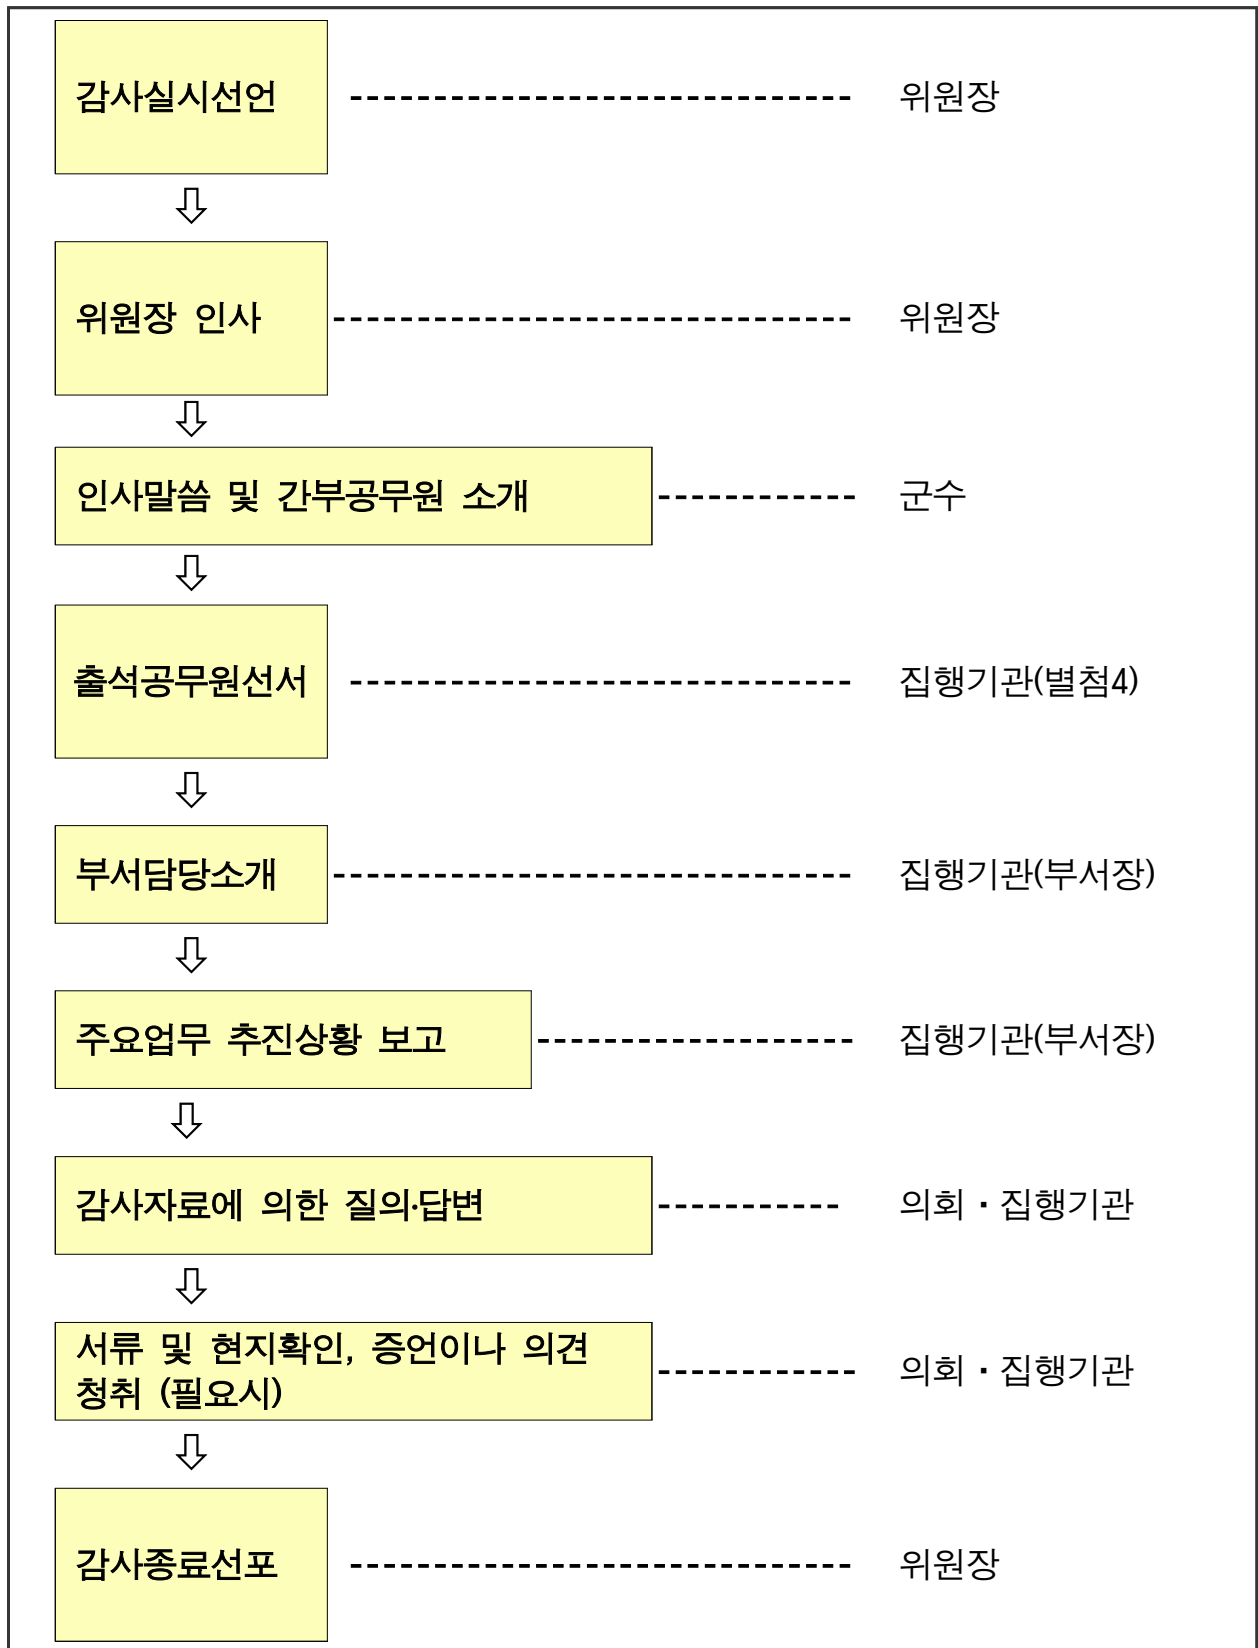 감사실시선언 위원장
위원장 인사 위원장
인사말씀 및 간부공무원 소개 군수
출석공무원선서 집행기관(별첨4)
부서담당소개 집행기관(부서장)
주요업무 추진상황 보고 집행기관(부서장)
감사자료에 의한 질의·답변 의회 · 집행기관
서류 및 현지확인, 증언이나 의견
청취 (필요시) 의회 · 집행기관
감사종료선포 위원장